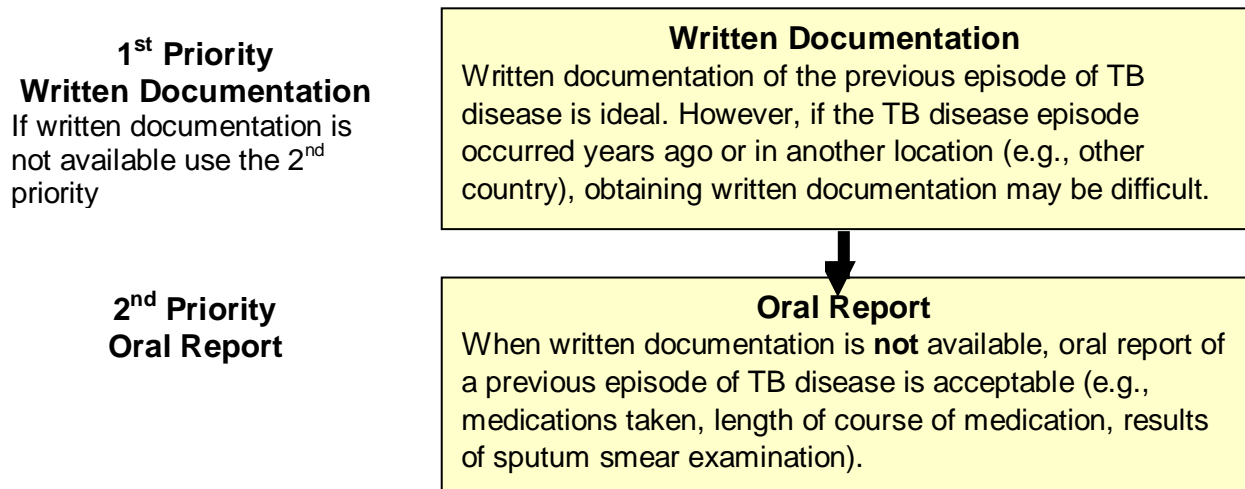 1st Priority
Written Documentation
If written documentation is
not available use the 2nd
priority
Written Documentation
Written documentation of the previous episode of TB
disease is ideal. However, if the TB disease episode
occurred years ago or in another location (e.g., other
country), obtaining written documentation may be difficult.
2nd Priority
Oral Report
Oral Report
When written documentation is not available, oral report of
a previous episode of TB disease is acceptable (e.g.,
medications taken, length of course of medication, results
of sputum smear examination).